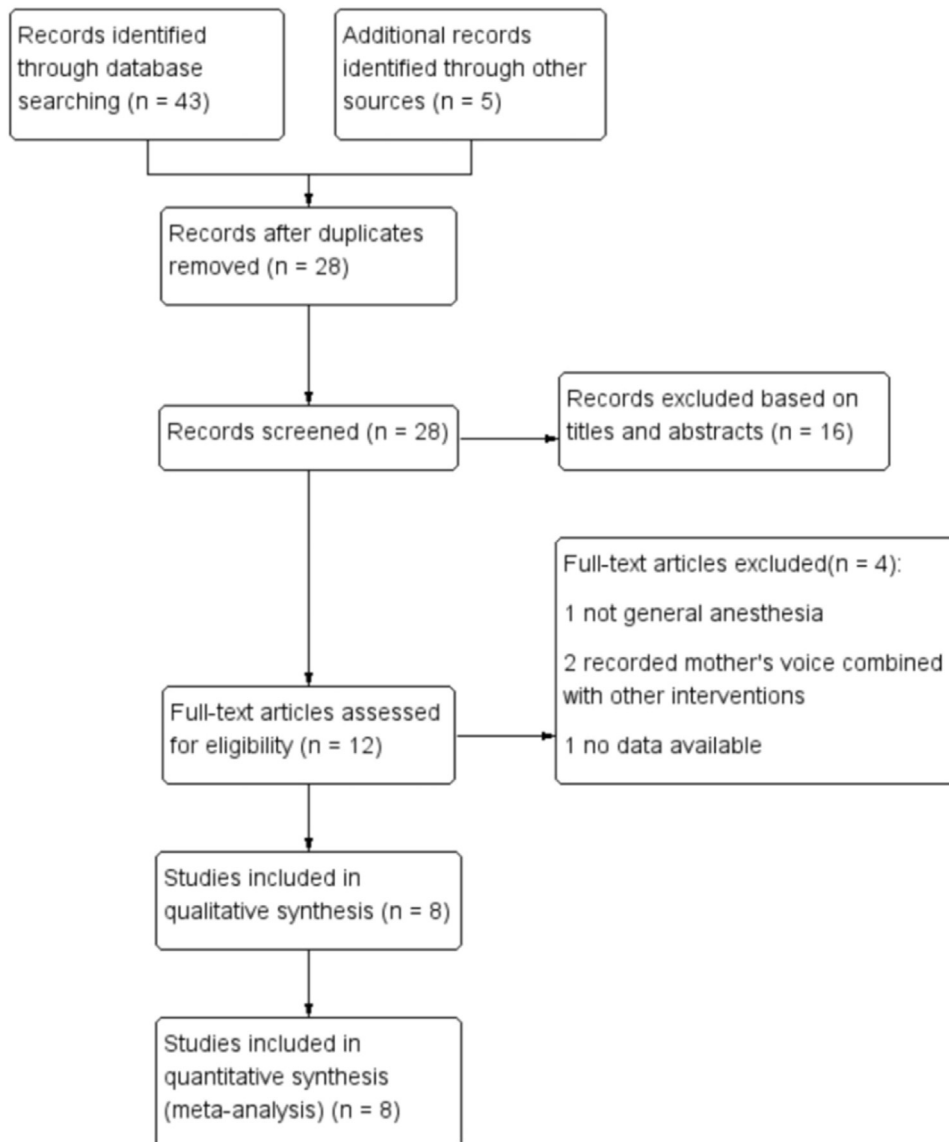 Records identified
through database
searching (n = 43)
Additional records
identified through other
sources (n = 5)
Records after duplicates
removed (n = 28)
Records screened (n = 28)
Records excluded based on
titles and abstracts (n = 16)
Full-text articles excluded(n = 4):
1 not general anesthesia
2 recorded mother's voice combined
with other interventions
1 no data available
Full-text articles assessed
for eligibility (n = 12)
Studies included in
qualitative synthesis (n = 8)
Studies included in
quantitative synthesis
(meta-analysis) (n = 8)